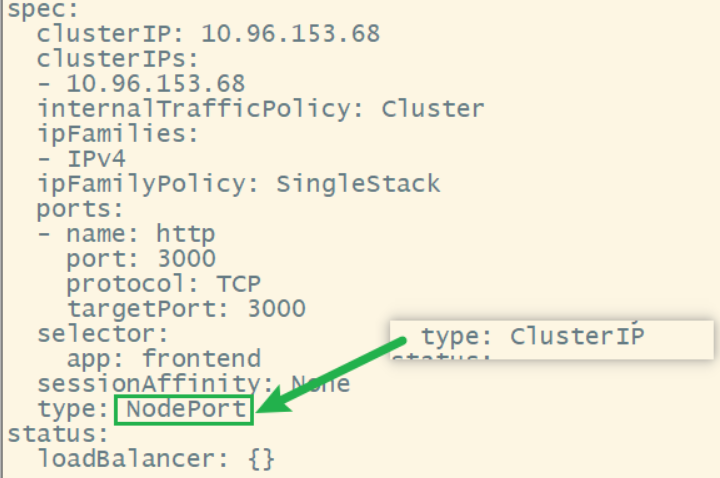 spec:
  clusterIP: 10.96.153.68
  clusterIPs:
  - 10.96.153.68
  internalTrafficPolicy: Cluster
  ipFamilies:
  - IPv4
  ipFamilyPolicy: SingleStack
  ports:
  - name: http
    port: 3000
    protocol: TCP
    targetPort: 3000
  selector:
    app: frontend
  sessionAffinity: None
  type: NodePort
status:
  loadBalancer: {}
type: ClusterIP